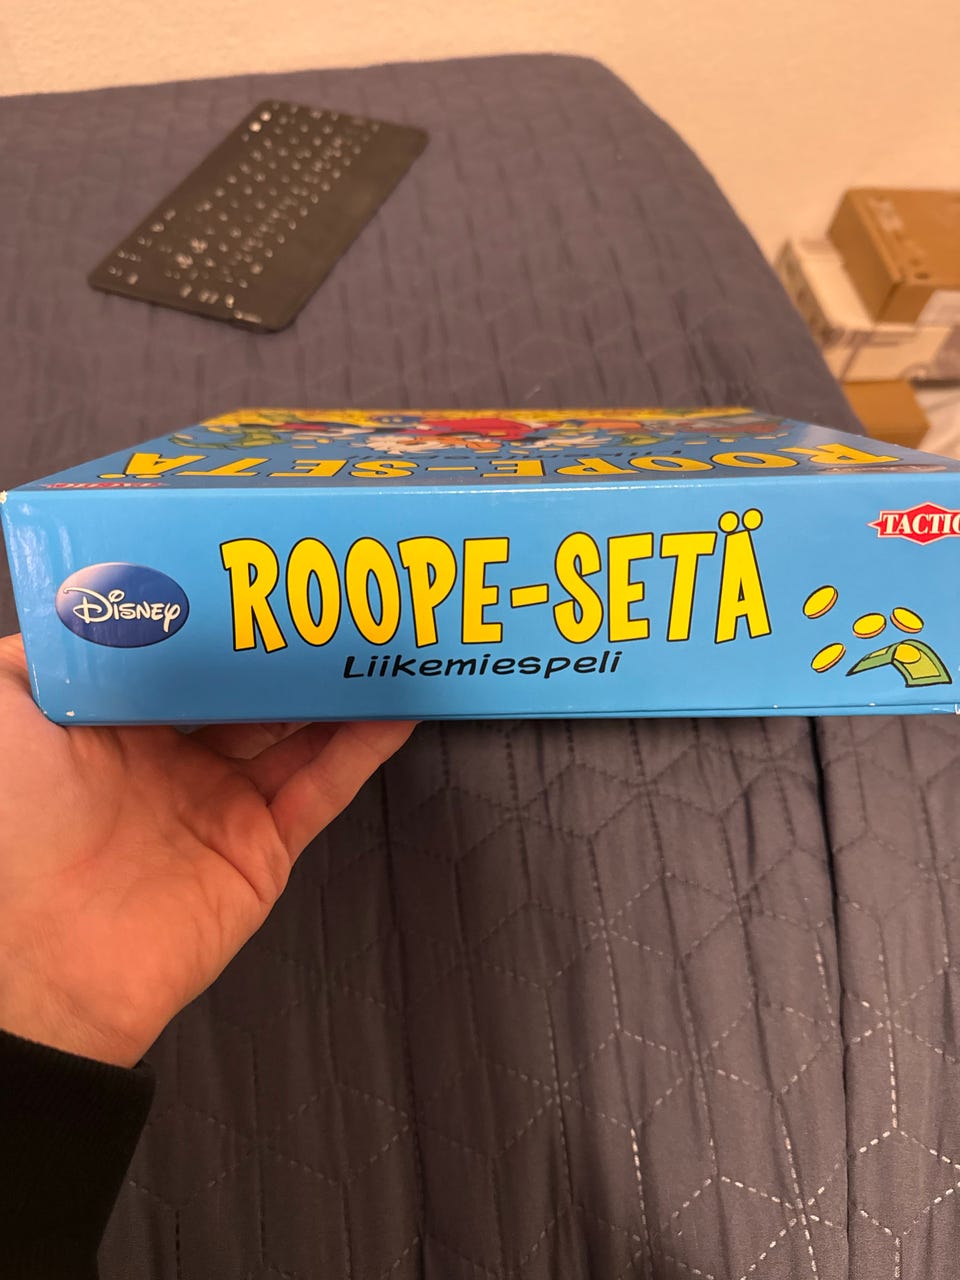 ROOPE-SETÄ
TACTIC
Disney
ROOPE-SETÄ
Liikemiespeli